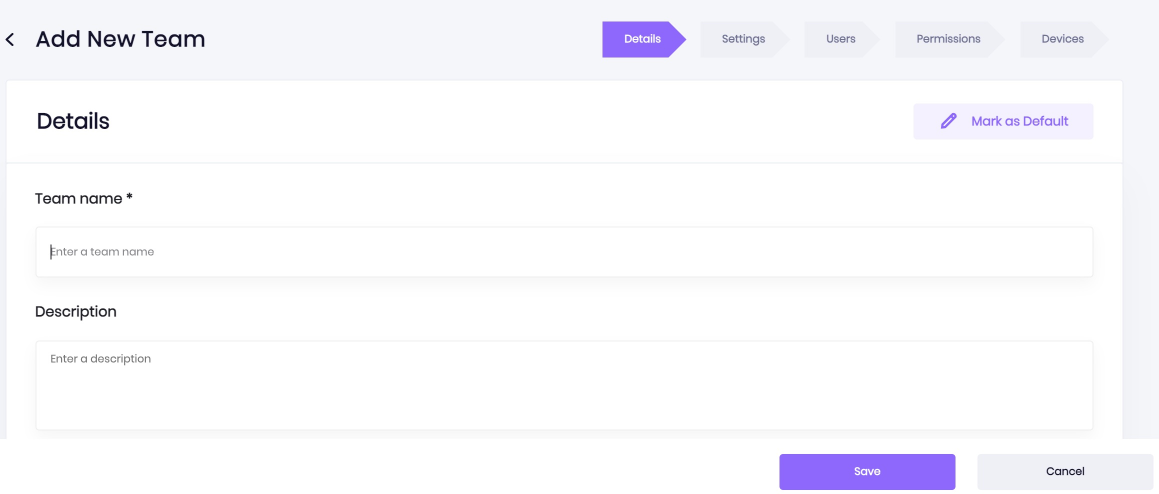 Add New Team
Details
Settings
Users
Permissions
Devices
Details
Mark as Default
Team name *
Enter a team name
Description
Enter a description
Save
Cancel